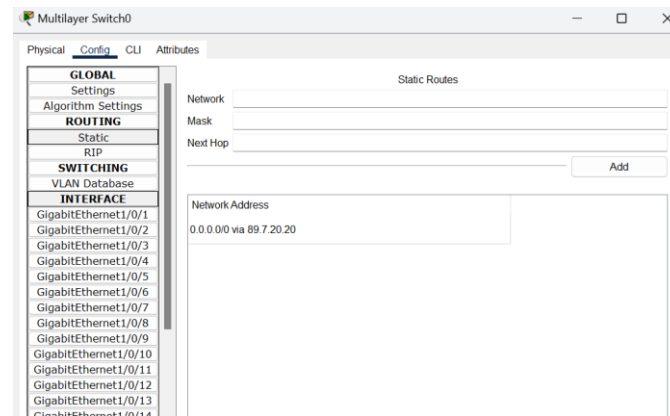 Multilayer Switch0
Physical Config CLI Attributes
GLOBAL
Settings
Algorithm Settings
ROUTING
Static
RIP
SWITCHING
VLAN Database
INTERFACE
GigabitEthernet1/0/1
GigabitEthernet1/0/2
GigabitEthernet1/0/3
GigabitEthernet1/0/4
GigabitEthernet1/0/5
GigabitEthernet1/0/6
GigabitEthernet1/0/7
GigabitEthernet1/0/8
GigabitEthernet1/0/9
GigabitEthernet1/0/10
GigabitEthernet1/0/11
GigabitEthernet1/0/12
GigabitEthernet1/0/13
GigabitEthernet1/0/14
Static Routes
Network
Mask
Next Hop
Add
Network Address
0.0.0.0/0 via 89.7.20.20